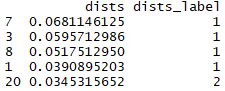 dists dists_label
7 0.0681146125 1
3 0.0595712986 1
8 0.0517512950 1
1 0.0390895203 1
20 0.0345315652 2